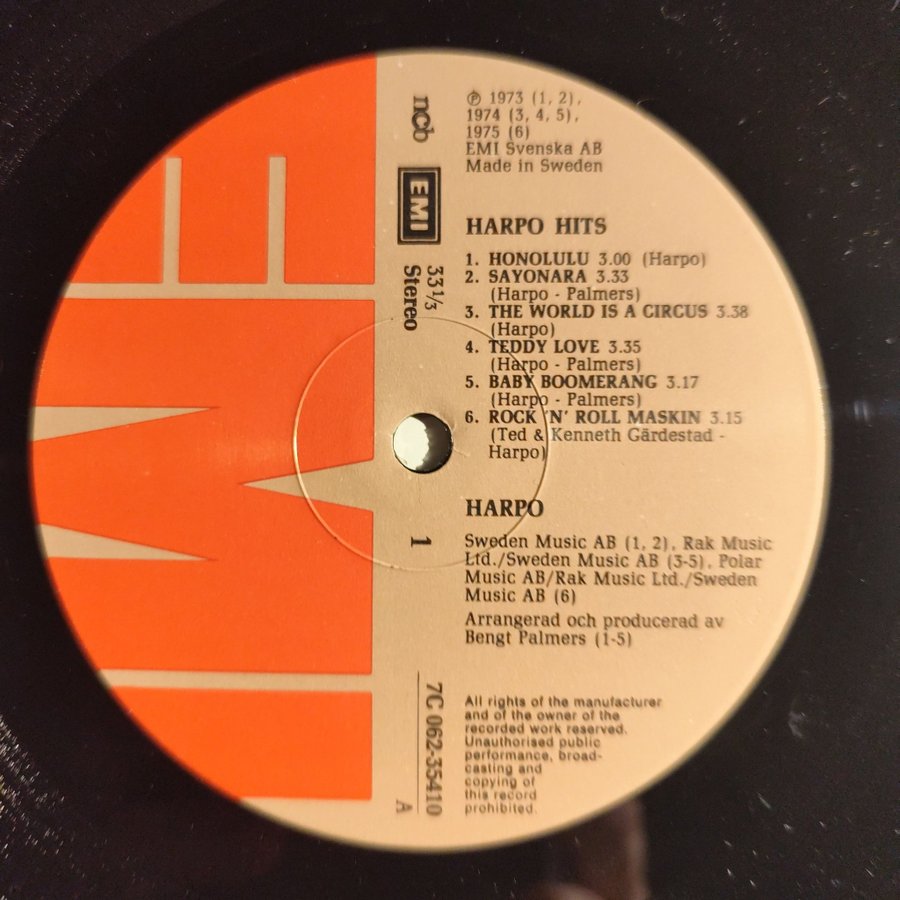 ℗ 1973 (1, 2),
1974 (3, 4, 5),
1975 (6)
EMI Svenska AB
Made in Sweden
HARPO HITS
1. HONOLULU 3.00 (Harpo)
2. SAYONARA 3.33
(Harpo - Palmers)
3. THE WORLD IS A CIRCUS 3.38
(Harpo)
4. TEDDY LOVE 3.35
(Harpo - Palmers)
5. BABY BOOMERANG 3.17
(Harpo - Palmers)
6. ROCK 'N' ROLL MASKIN 3.15
(Ted & Kenneth Gärdestad -
Harpo)
HARPO
Sweden Music AB (1, 2), Rak Music
Ltd./Sweden Music AB (3-5), Polar
Music AB/Rak Music Ltd./Sweden
Music AB (6)
Arrangerad och producerad av
Bengt Palmers (1-5)
All rights of the manufacturer
and of the owner of the
recorded work reserved.
Unauthorised public
performance, broad-
casting and
copying of
this record
prohibited.
ncb
EMI
33 1/3
Stereo
1
7C 062-35410
A
EMI